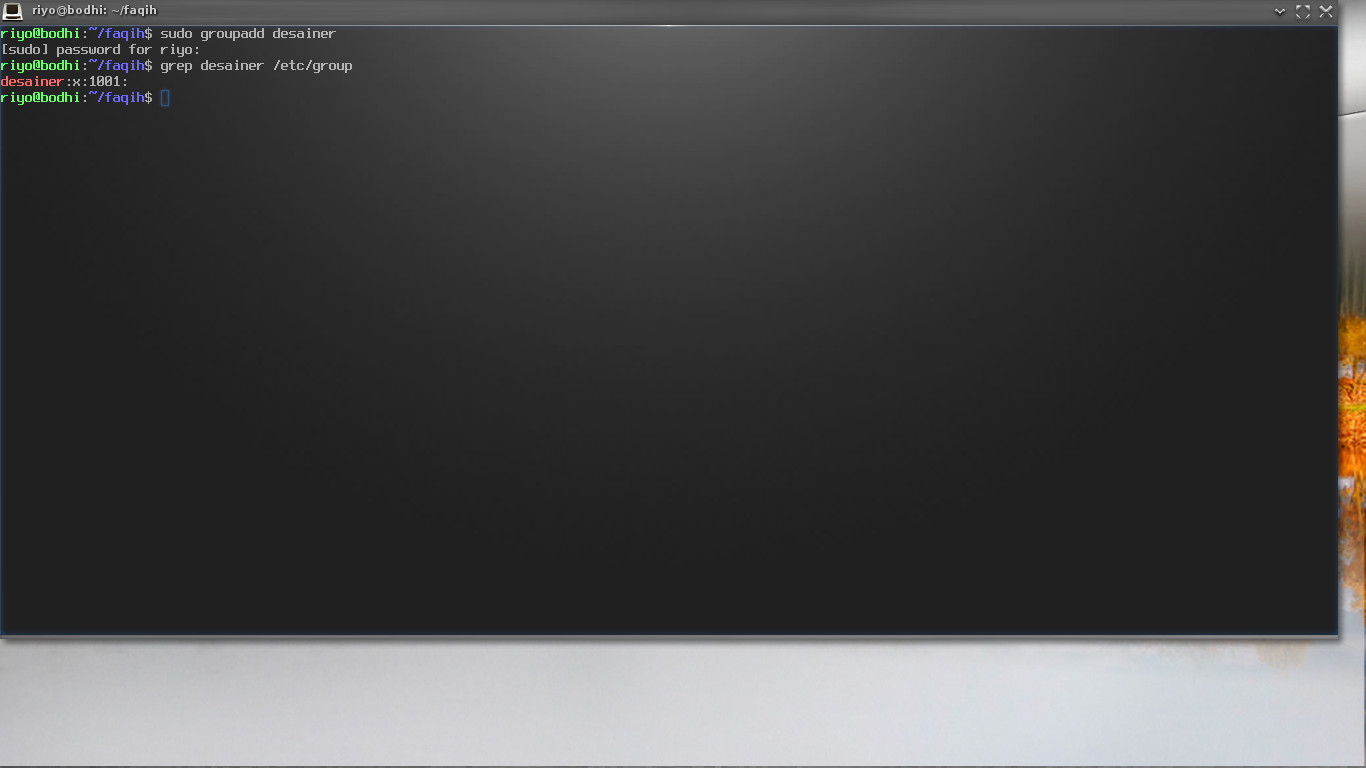 riyo@bodhi: ~/faqih
riyo@bodhi:~/faqih$ sudo groupadd desainer
[sudo] password for riyo:
riyo@bodhi:~/faqih$ grep desainer /etc/group
desainer:x:1001:
riyo@bodhi:~/faqih$